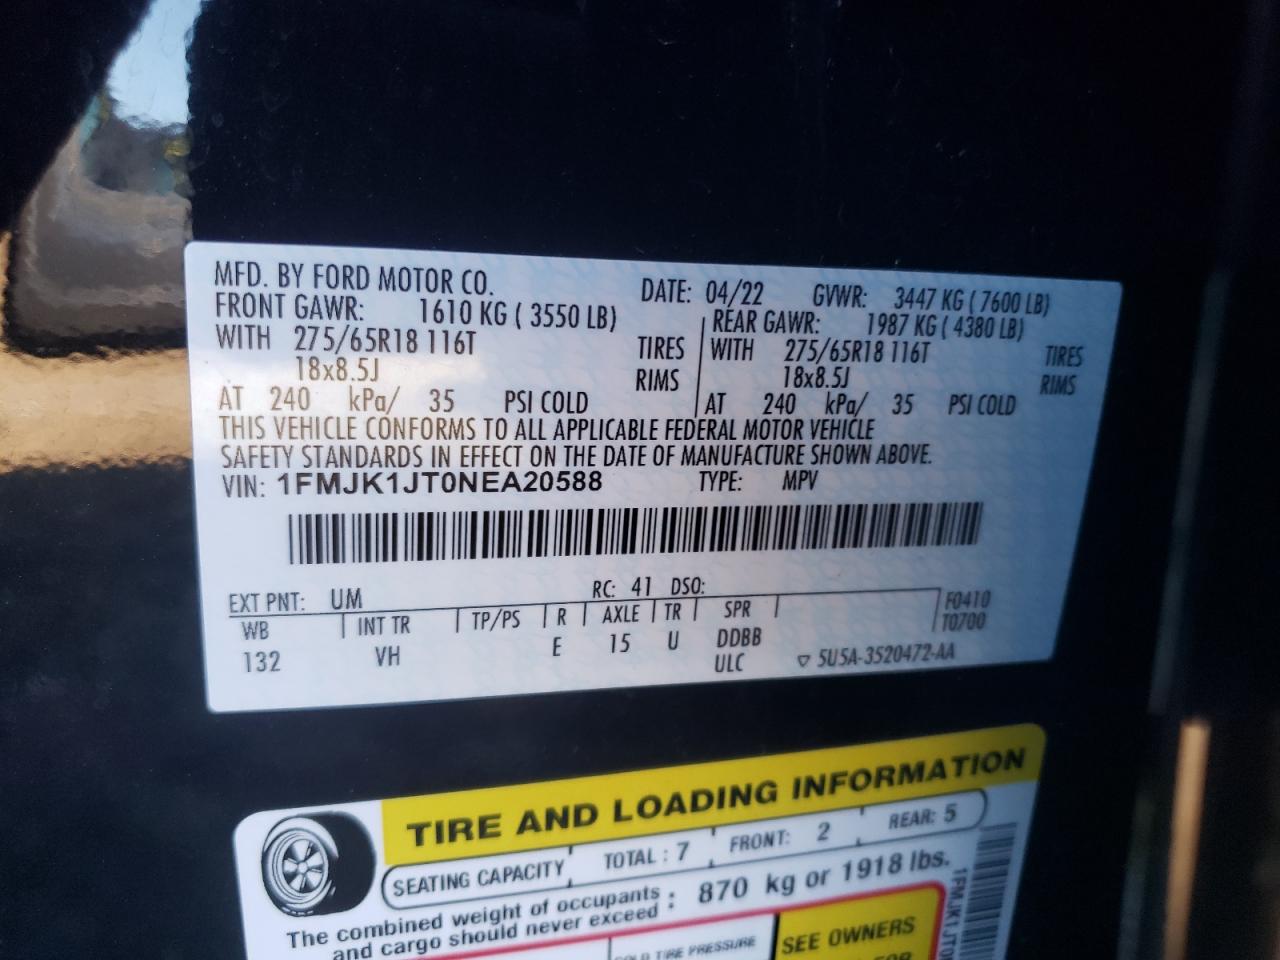 MFD. BY FORD MOTOR CO.
DATE: 04/22 GVWR: 3447 KG ( 7600 LB)
FRONT GAWR: 1610 KG ( 3550 LB) REAR GAWR: 1987 KG ( 4380 LB)
WITH 275/65R18 116T TIRES WITH 275/65R18 116T TIRES
18x8.5J RIMS 18x8.5J RIMS
AT 240 kPa/ 35 PSI COLD AT 240 kPa/ 35 PSI COLD
THIS VEHICLE CONFORMS TO ALL APPLICABLE FEDERAL MOTOR VEHICLE
SAFETY STANDARDS IN EFFECT ON THE DATE OF MANUFACTURE SHOWN ABOVE.
VIN: 1FMJK1JT0NEA20588 TYPE: MPV
EXT PNT: UM RC: 41 DSO:
WB INT TR TP/PS R AXLE TR SPR F0410
T0700
132 VH E 15 U DDBB
ULC ▽ 5U5A-3520472-AA
TIRE AND LOADING INFORMATION
SEATING CAPACITY TOTAL : 7 FRONT: 2 REAR: 5
The combined weight of occupants
and cargo should never exceed : 870 kg or 1918 lbs.
TIRE PRESSURE
SEE OWNERS
FOR
1FMJK1JT0